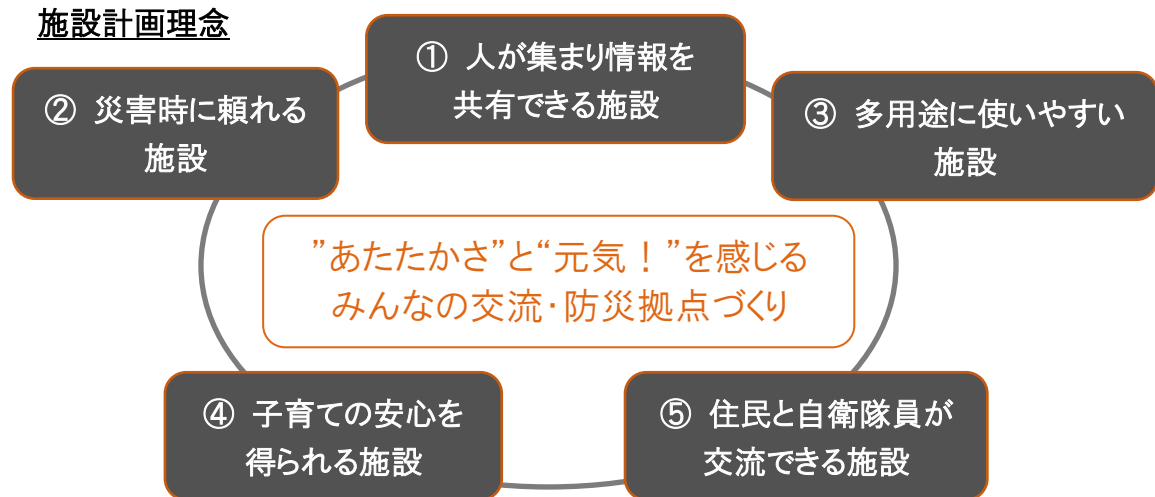 施設計画理念
① 人が集まり情報を
共有できる施設
② 災害時に頼れる
施設
③ 多用途に使いやすい
施設
”あたたかさ”と“元気！”を感じる
みんなの交流・防災拠点づくり
④ 子育ての安心を
得られる施設
⑤ 住民と自衛隊員が
交流できる施設